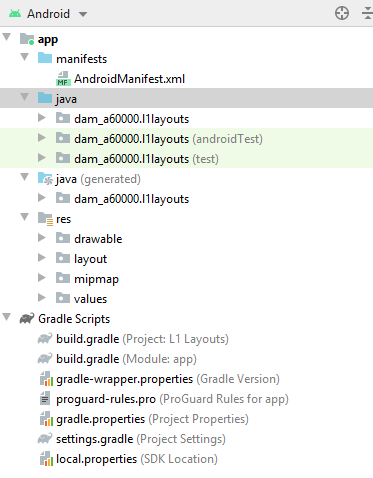 Android
app
manifests
MF AndroidManifest.xml
java
dam_a60000.l1layouts
dam_a60000.l1layouts (androidTest)
dam_a60000.l1layouts (test)
java (generated)
dam_a60000.l1layouts
res
drawable
layout
mipmap
values
Gradle Scripts
build.gradle (Project: L1 Layouts)
build.gradle (Module: app)
gradle-wrapper.properties (Gradle Version)
proguard-rules.pro (ProGuard Rules for app)
gradle.properties (Project Properties)
settings.gradle (Project Settings)
local.properties (SDK Location)